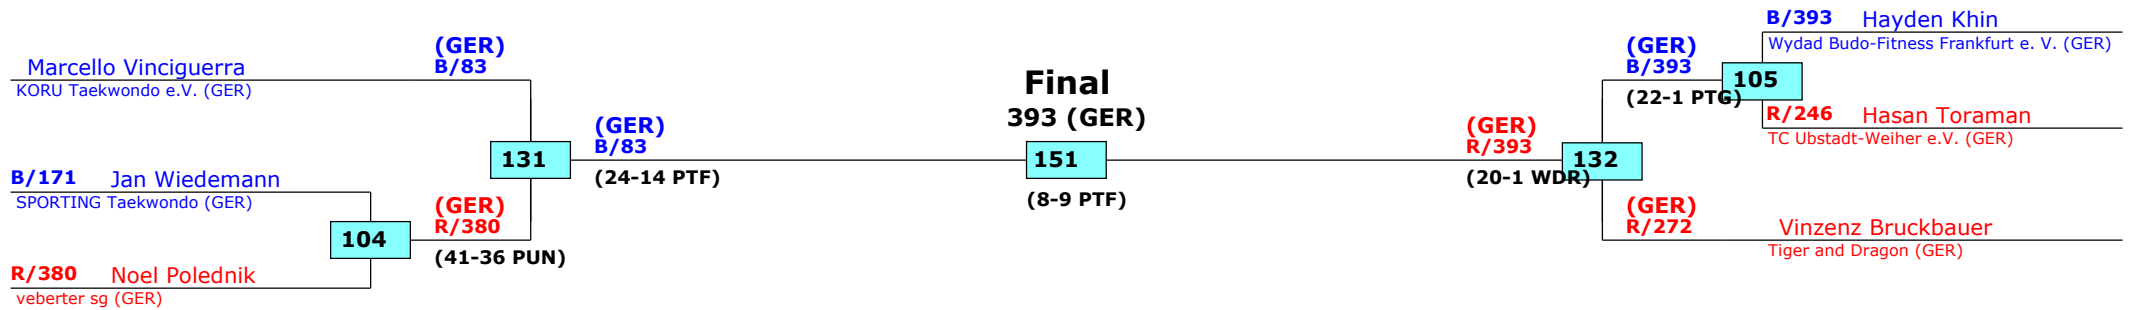 (GER)
B/83
Marcello Vinciguerra
KORU Taekwondo e.V. (GER)
(GER)
B/83
131
(24-14 PTF)
B/171 Jan Wiedemann
SPORTING Taekwondo (GER)
(GER)
R/380
104
(41-36 PUN)
R/380 Noel Polednik
veberter sg (GER)
Final
393 (GER)
151
(8-9 PTF)
B/393 Hayden Khin
Wydad Budo-Fitness Frankfurt e. V. (GER)
(GER)
B/393
105
(22-1 PTG)
R/246 Hasan Toraman
TC Ubstadt-Weiher e.V. (GER)
(GER)
R/393
132
(20-1 WDR)
(GER)
R/272
Vinzenz Bruckbauer
Tiger and Dragon (GER)